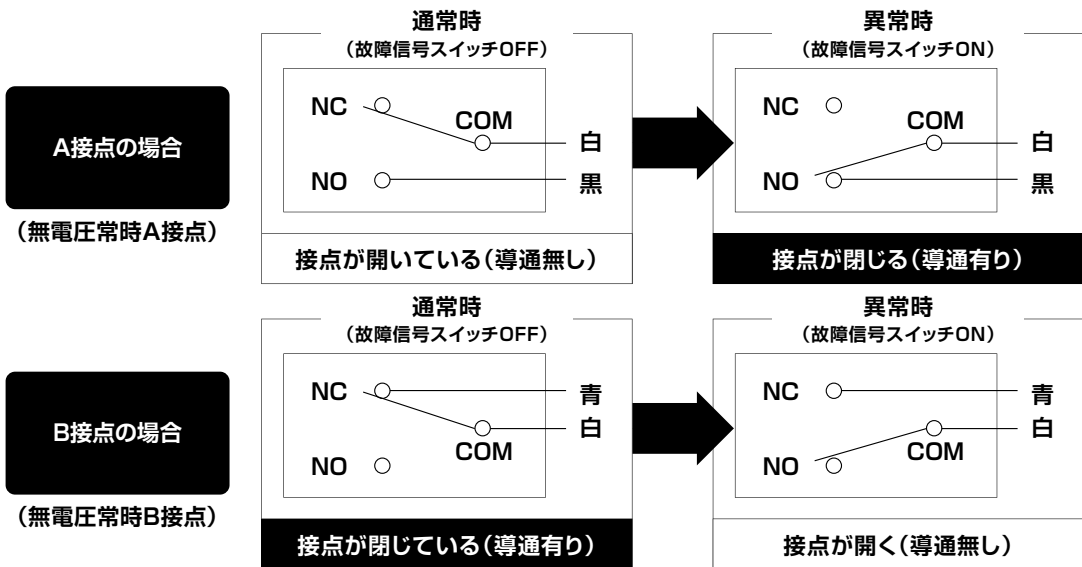 通常時
（故障信号スイッチOFF）
異常時
（故障信号スイッチON）
A接点の場合
（無電圧常時A接点）
NC
COM
白
NO
黒
接点が開いている（導通無し）
NC
COM
白
NO
黒
接点が閉じる（導通有り）
通常時
（故障信号スイッチOFF）
異常時
（故障信号スイッチON）
B接点の場合
（無電圧常時B接点）
NC
青
白
COM
NO
接点が閉じている（導通有り）
NC
青
白
COM
NO
接点が開く（導通無し）